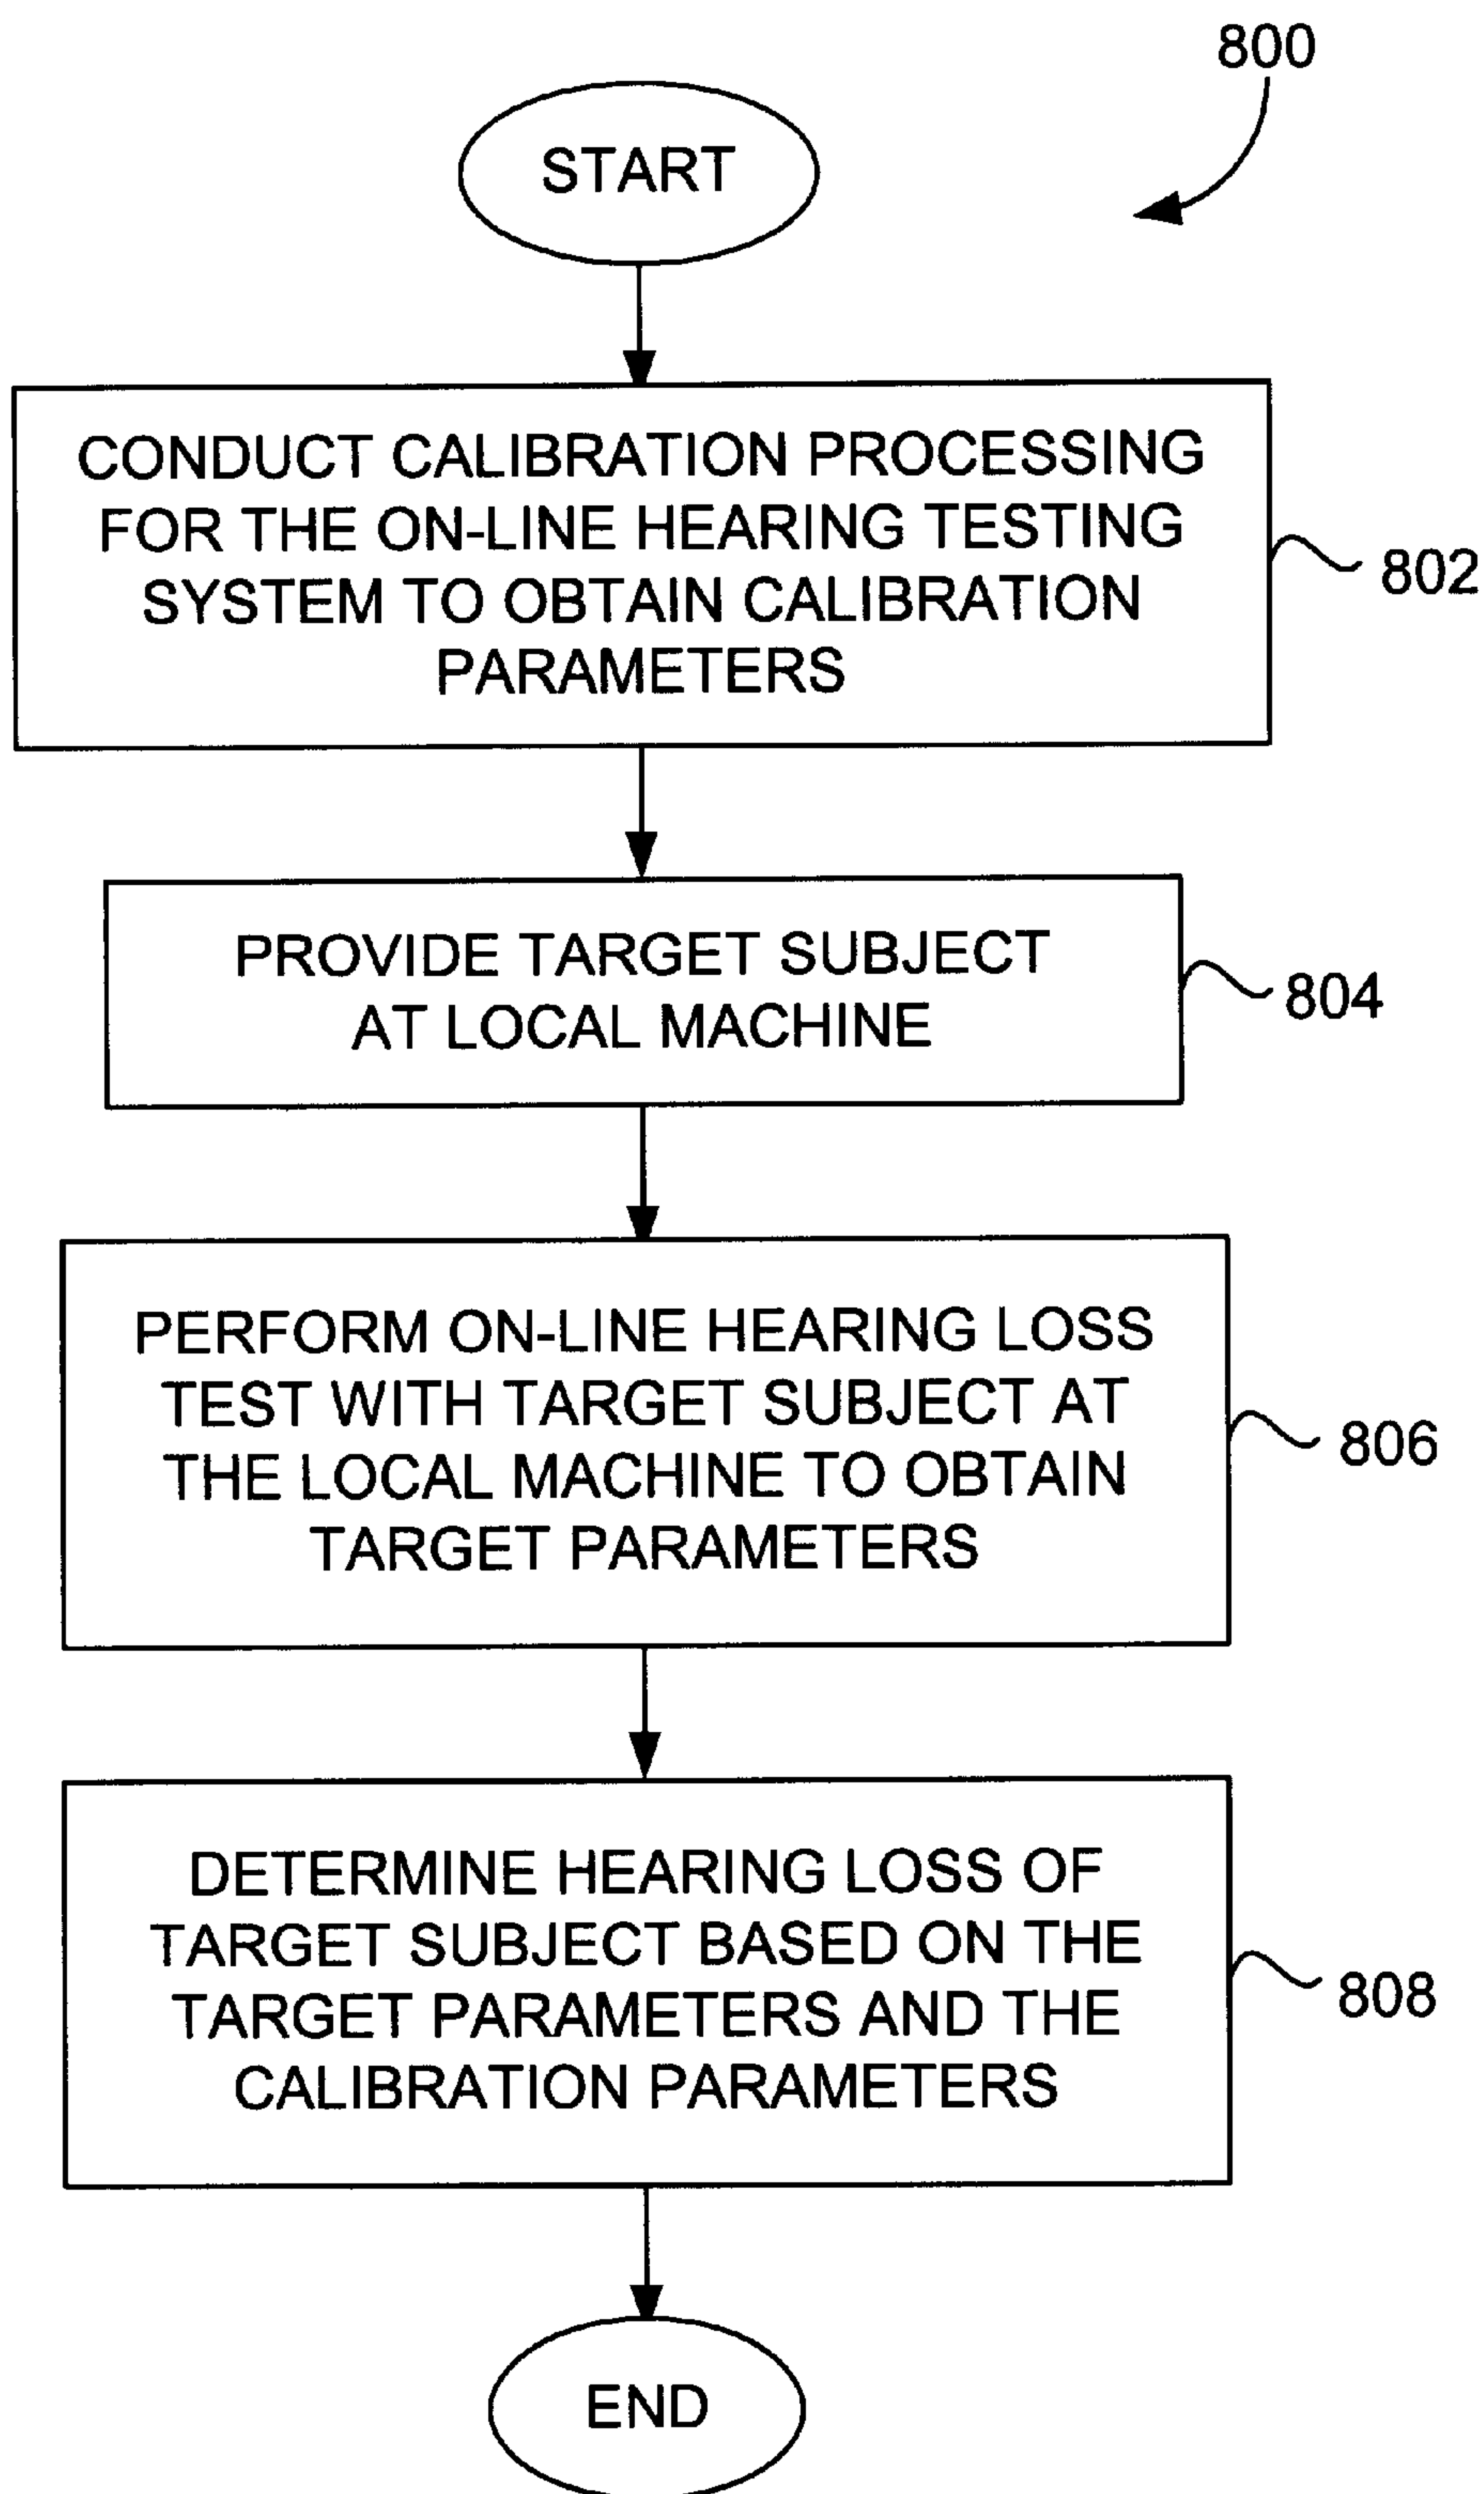 800
START
CONDUCT CALIBRATION PROCESSING
FOR THE ON-LINE HEARING TESTING
SYSTEM TO OBTAIN CALIBRATION
PARAMETERS
802
PROVIDE TARGET SUBJECT
AT LOCAL MACHINE
804
PERFORM ON-LINE HEARING LOSS
TEST WITH TARGET SUBJECT AT
THE LOCAL MACHINE TO OBTAIN
TARGET PARAMETERS
806
DETERMINE HEARING LOSS OF
TARGET SUBJECT BASED ON THE
TARGET PARAMETERS AND THE
CALIBRATION PARAMETERS
808
END